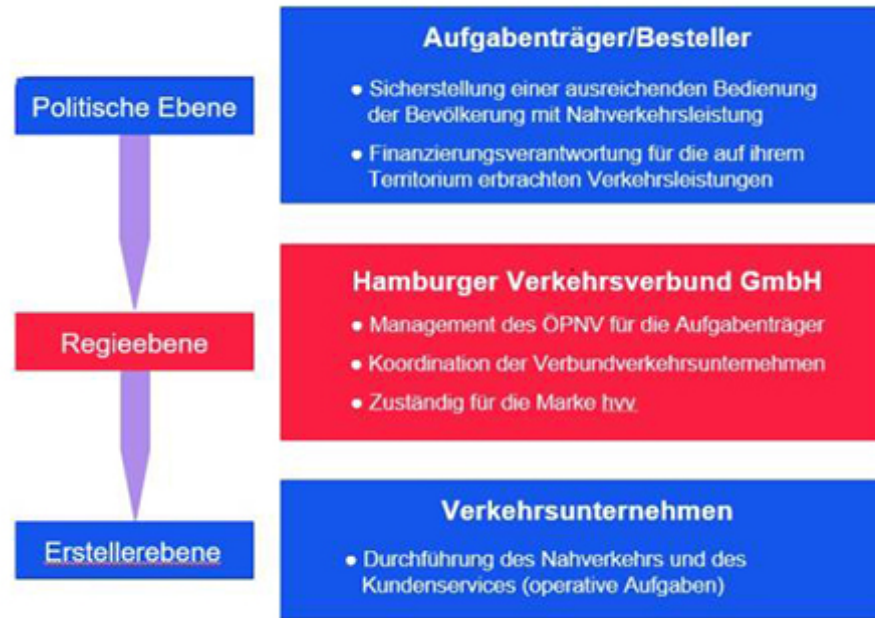 Politische Ebene
Aufgabenträger/Besteller
● Sicherstellung einer ausreichenden Bedienung
der Bevölkerung mit Nahverkehrsleistung
● Finanzierungsverantwortung für die auf ihrem
Territorium erbrachten Verkehrsleistungen
Regieebene
Hamburger Verkehrsverbund GmbH
● Management des ÖPNV für die Aufgabenträger
● Koordination der Verbundverkehrsunternehmen
● Zuständig für die Marke hvv
Erstellerebene
Verkehrsunternehmen
● Durchführung des Nahverkehrs und des
Kundenservices (operative Aufgaben)